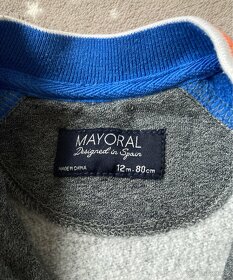 MAYORAL
Designed in Spain
MADE IN CHINA
12m-80cm